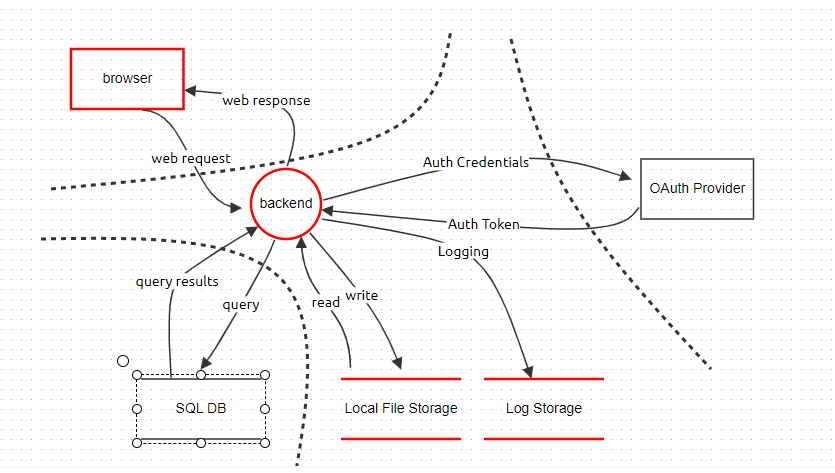 browser
web response
web request
Auth Credentials
OAuth Provider
backend
Auth Token
Logging
query results
query
read
write
SQL DB
Local File Storage
Log Storage